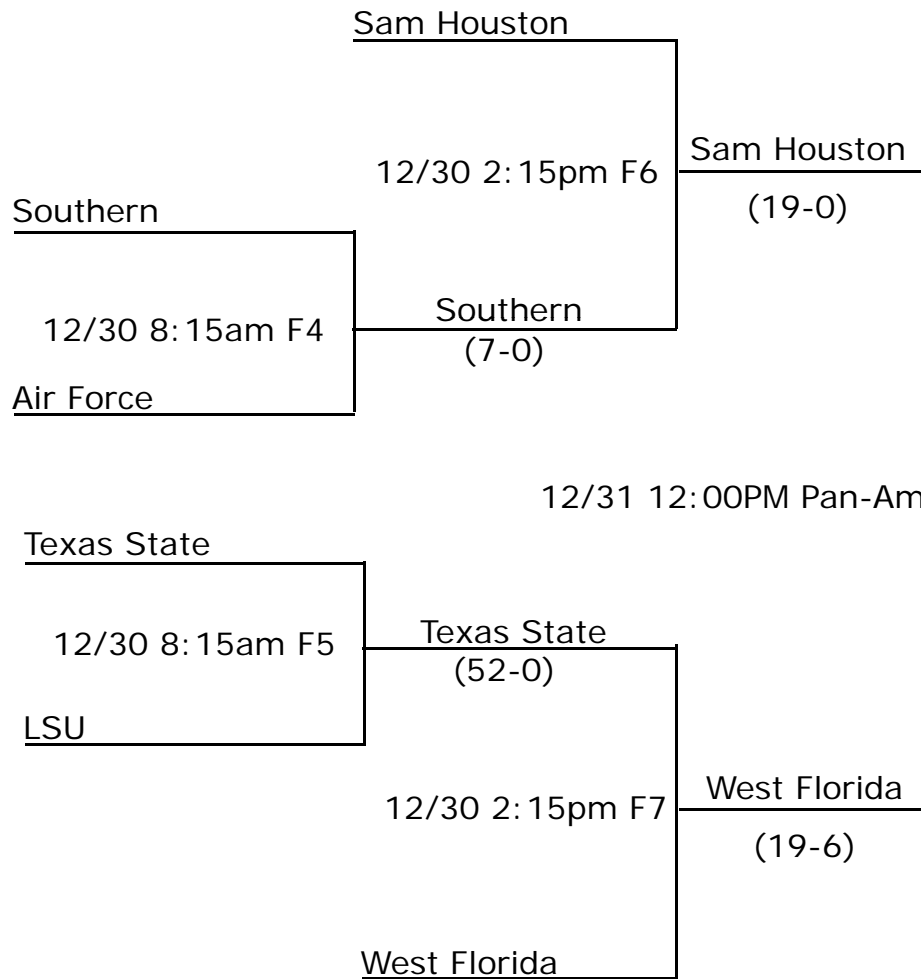 Sam Houston
12/30 2:15pm F6
Sam Houston
(19-0)
Southern
12/30 8:15am F4
Southern
(7-0)
Air Force
12/31 12:00PM Pan-Am
Texas State
12/30 8:15am F5
Texas State
(52-0)
LSU
12/30 2:15pm F7
West Florida
(19-6)
West Florida